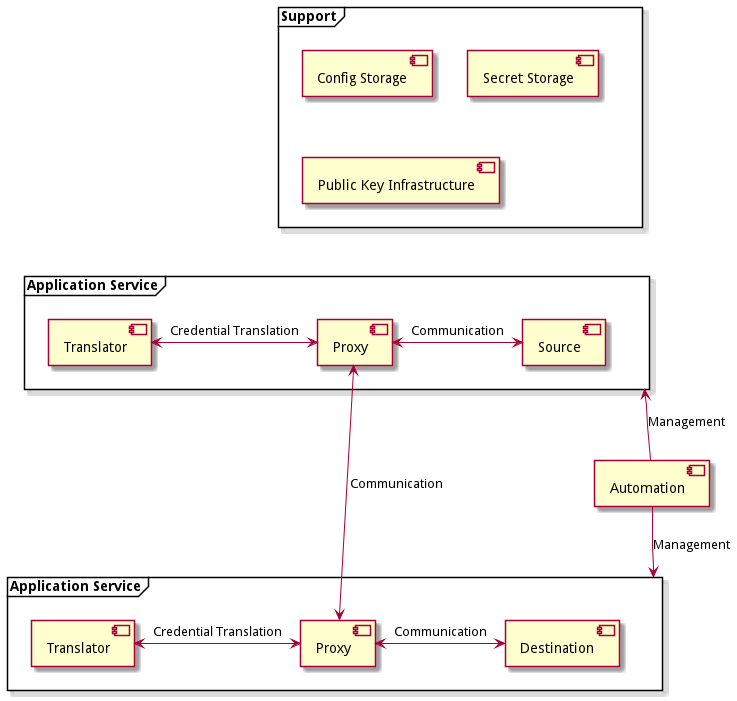 Support
Config Storage
Secret Storage
Public Key Infrastructure
Application Service
Translator
Credential Translation
Proxy
Communication
Source
Management
Communication
Automation
Management
Application Service
Translator
Credential Translation
Proxy
Communication
Destination